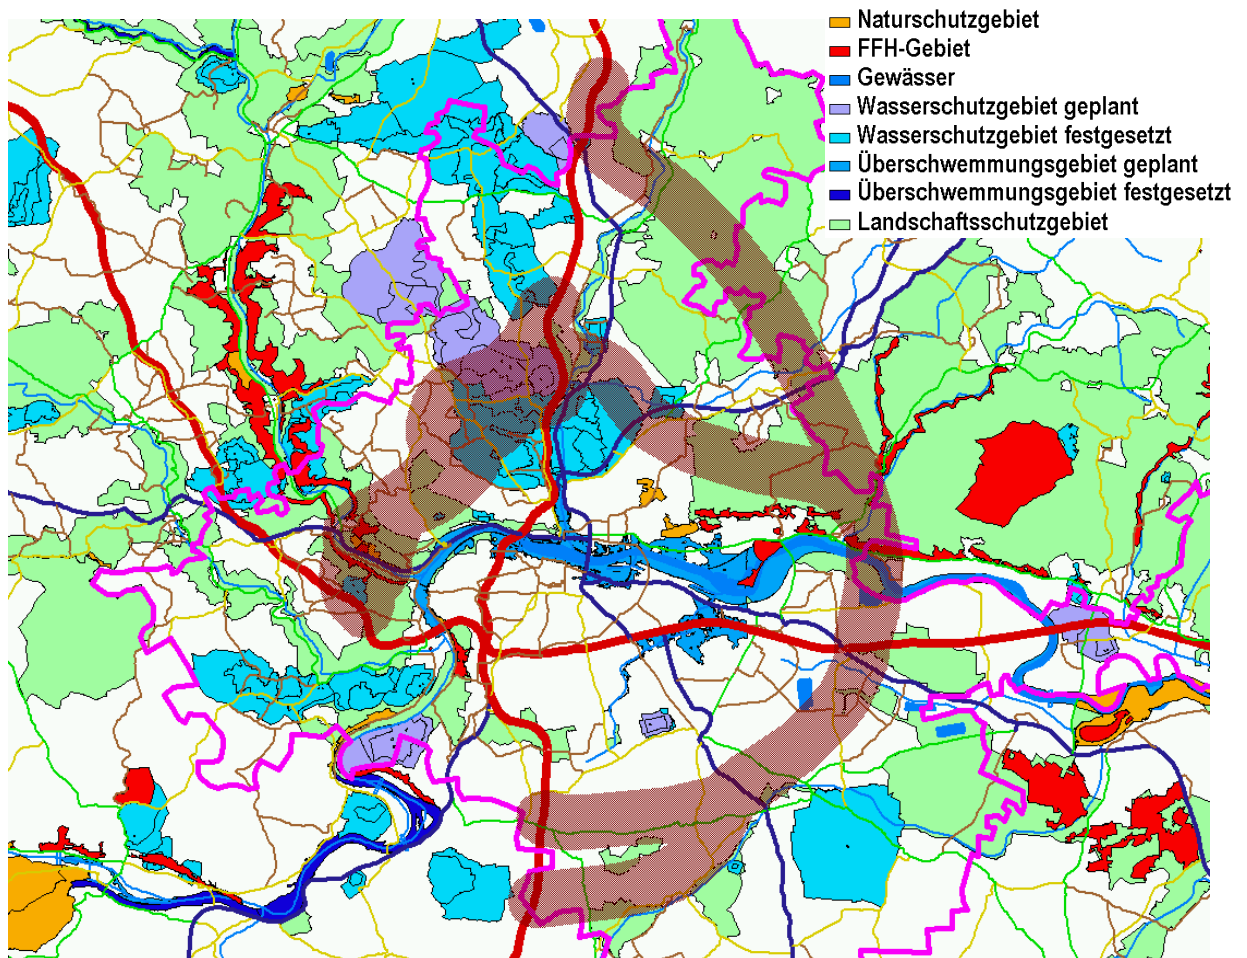 Naturschutzgebiet
FFH-Gebiet
Gewässer
Wasserschutzgebiet geplant
Wasserschutzgebiet festgesetzt
Überschwemmungsgebiet geplant
Überschwemmungsgebiet festgesetzt
Landschaftsschutzgebiet